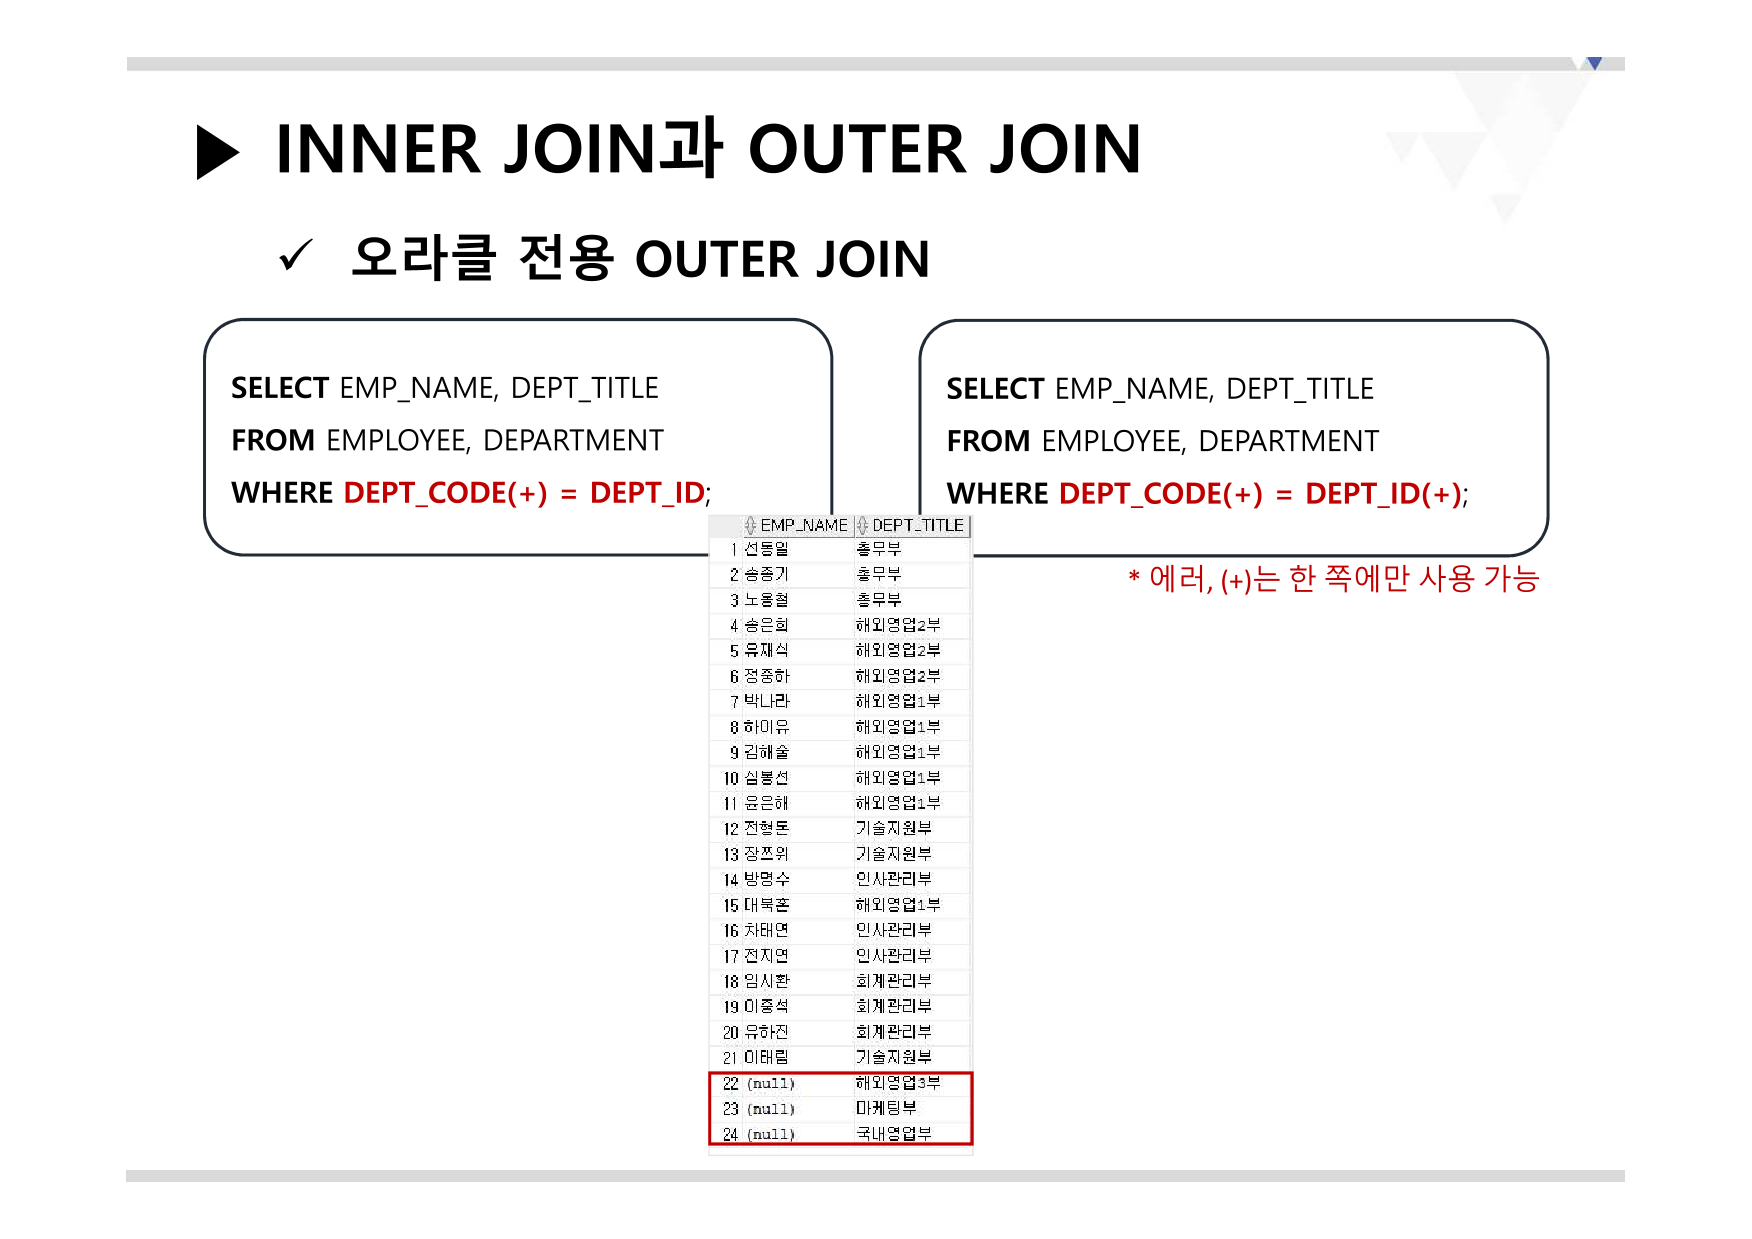 ▶ INNER JOIN과 OUTER JOIN
✓ 오라클 전용 OUTER JOIN
SELECT EMP_NAME, DEPT_TITLE
FROM EMPLOYEE, DEPARTMENT
WHERE DEPT_CODE(+) = DEPT_ID;
SELECT EMP_NAME, DEPT_TITLE
FROM EMPLOYEE, DEPARTMENT
WHERE DEPT_CODE(+) = DEPT_ID(+);
* 에러, (+)는 한 쪽에만 사용 가능
EMP_NAME DEPT_TITLE
1 선동일 총무부
2 송종기 총무부
3 노옹철 총무부
4 송은희 해외영업2부
5 유재식 해외영업2부
6 정중하 해외영업2부
7 박나라 해외영업1부
8 하이유 해외영업1부
9 김해술 해외영업1부
10 심봉선 해외영업1부
11 윤은해 해외영업1부
12 전형돈 기술지원부
13 장쯔위 기술지원부
14 방명수 인사관리부
15 대북혼 해외영업1부
16 차태연 인사관리부
17 전지연 인사관리부
18 임시환 회계관리부
19 이중석 회계관리부
20 유하진 회계관리부
21 이태림 기술지원부
22 (null) 해외영업3부
23 (null) 마케팅부
24 (null) 국내영업부